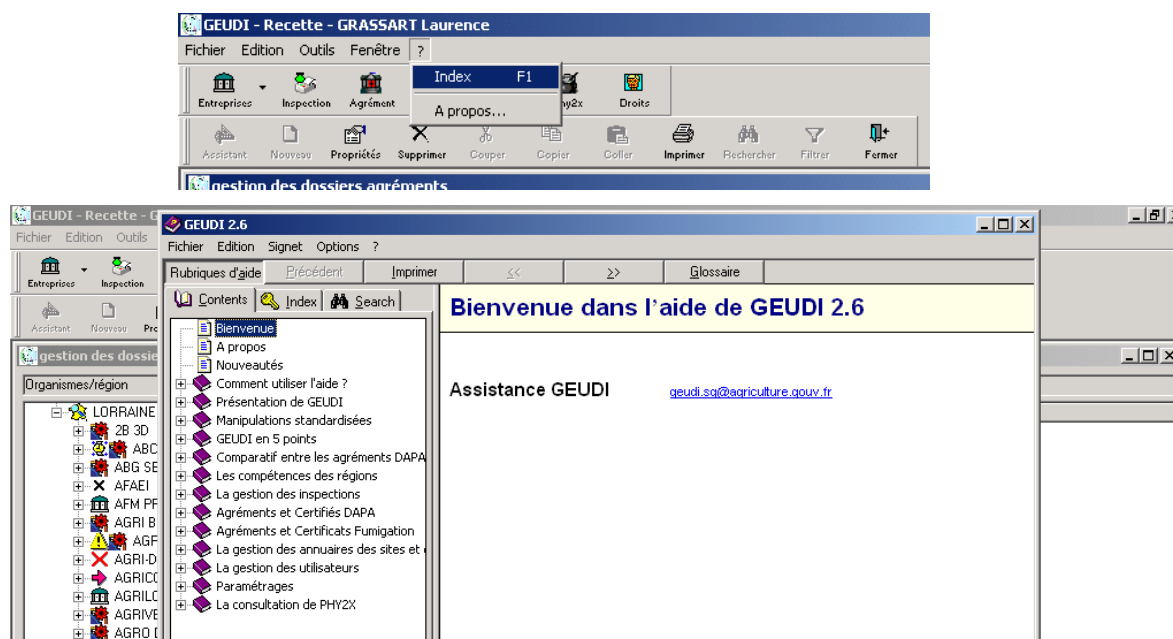 GEUDI - Recette - GRASSART Laurence
Fichier Edition Outils Fenêtre ?
Index F1
A propos...
Entreprises Inspection Agrément hy2x Droits
Assistant Nouveau Propriétés Supprimer Couper Copier Coller Imprimer Rechercher Filtrer Fermer
gestion des dossiers agréments
GEUDI - Recette - G
Fichier Edition Outils
Entreprises Inspection
Assistant Nouveau Pro
gestion des dossie
Organismes/région
LORRAINE
2B 3D
ABC
ABG SE
AFAEI
AFM PF
AGRI B
AGF
AGRI-D
AGRICO
AGRILO
AGRIVE
AGRO D
GEUDI 2.6
Fichier Edition Signet Options ?
Rubriques d'aide Précédent Imprimer << >> Glossaire
Contents Index Search
Bienvenue
A propos
Nouveautés
Comment utiliser l'aide ?
Présentation de GEUDI
Manipulations standardisées
GEUDI en 5 points
Comparatif entre les agréments DAPA
Les compétences des régions
La gestion des inspections
Agréments et Certifiés DAPA
Agréments et Certificats Fumigation
La gestion des annuaires des sites et
La gestion des utilisateurs
Paramétrages
La consultation de PHY2X
Bienvenue dans l'aide de GEUDI 2.6
Assistance GEUDI geudi.sg@agriculture.gouv.fr